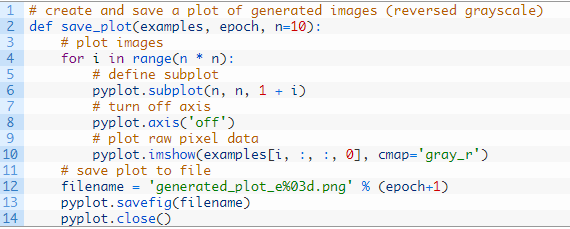 1 # create and save a plot of generated images (reversed grayscale)
2 def save_plot(examples, epoch, n=10):
3     # plot images
4     for i in range(n * n):
5         # define subplot
6         pyplot.subplot(n, n, 1 + i)
7         # turn off axis
8         pyplot.axis('off')
9         # plot raw pixel data
10         pyplot.imshow(examples[i, :, :, 0], cmap='gray_r')
11     # save plot to file
12     filename = 'generated_plot_e%03d.png' % (epoch+1)
13     pyplot.savefig(filename)
14     pyplot.close()